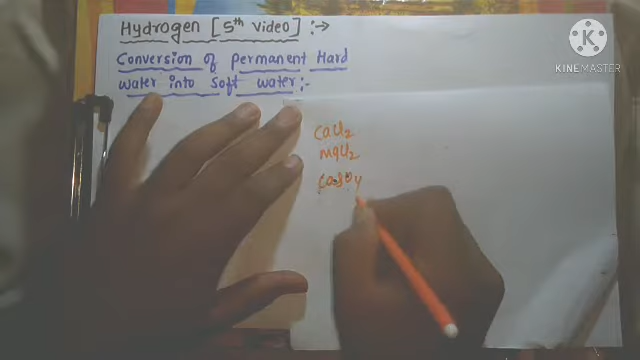 Hydrogen [5th video] :→
Conversion of permanent Hard
water into soft water :-
CaCl2
MgCl2
CaSO4
KINEMASTER